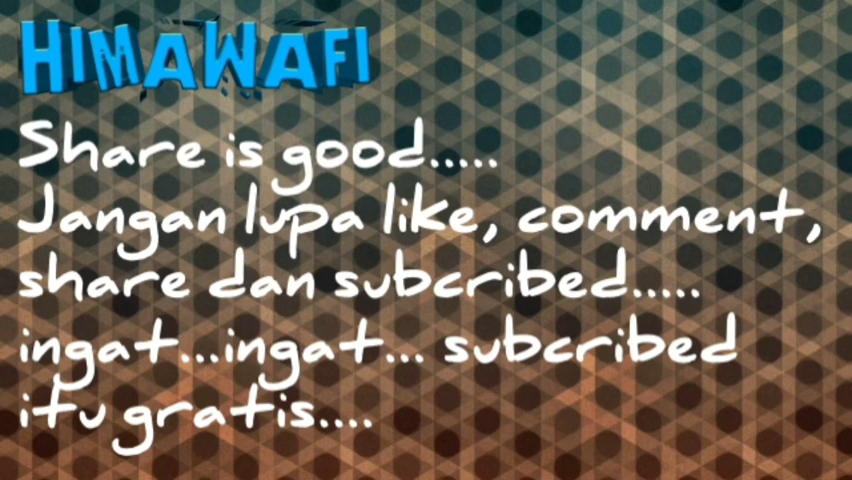 HIMAWAFI
Share is good.....
Jangan lupa like, comment,
share dan subcribed.....
ingat...ingat... subcribed
itu gratis....